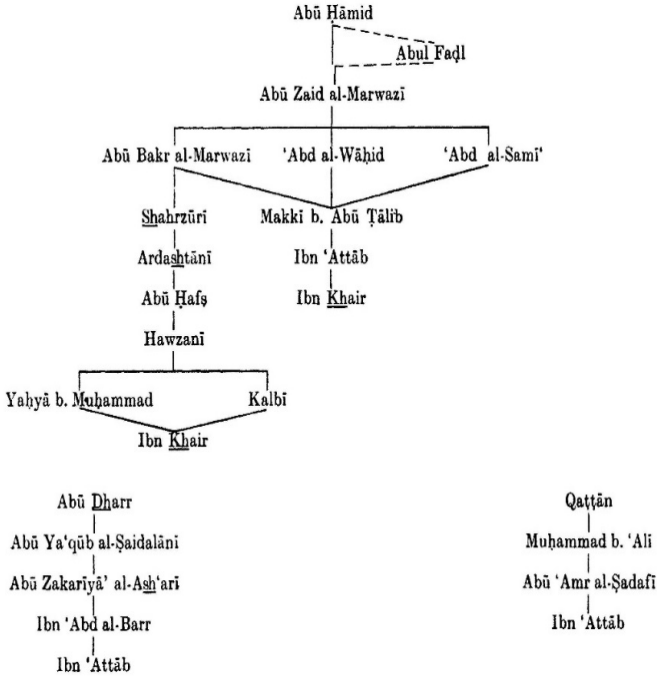 Abū Ḥāmid
Abul Faḍl
Abū Zaid al-Marwazī
Abū Bakr al-Marwazi ‘Abd al-Wāḥid ‘Abd al-Samī‘
Shahrzūrī Makkī b. Abū Ṭālib
Ardashtānī Ibn ‘Attāb
Abū Ḥafṣ Ibn Khair
Hawzanī
Yaḥyā b. Muḥammad Kalbī
Ibn Khair
Abū Dharr Qaṭṭān
Abū Ya‘qūb al-Ṣaidalānī Muḥammad b. ‘Alī
Abū Zakarīyā’ al-Ash‘arī Abū ‘Amr al-Ṣadafī
Ibn ‘Abd al-Barr Ibn ‘Attāb
Ibn ‘Attāb